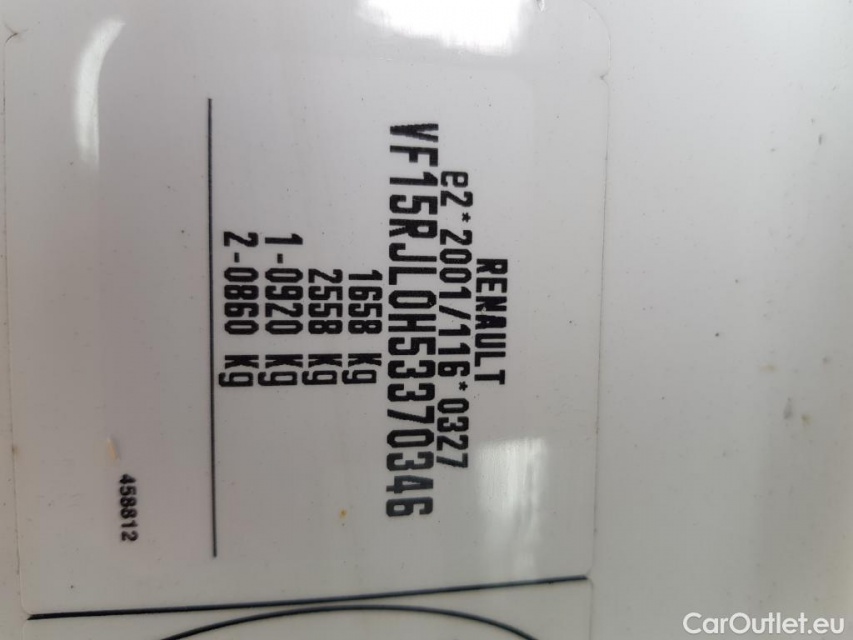 RENAULT
e2*2001/116*0327
VF15RJL0H53370346
1658 Kg
2558 Kg
1-0920 Kg
2-0860 Kg
458812
CarOutlet.eu